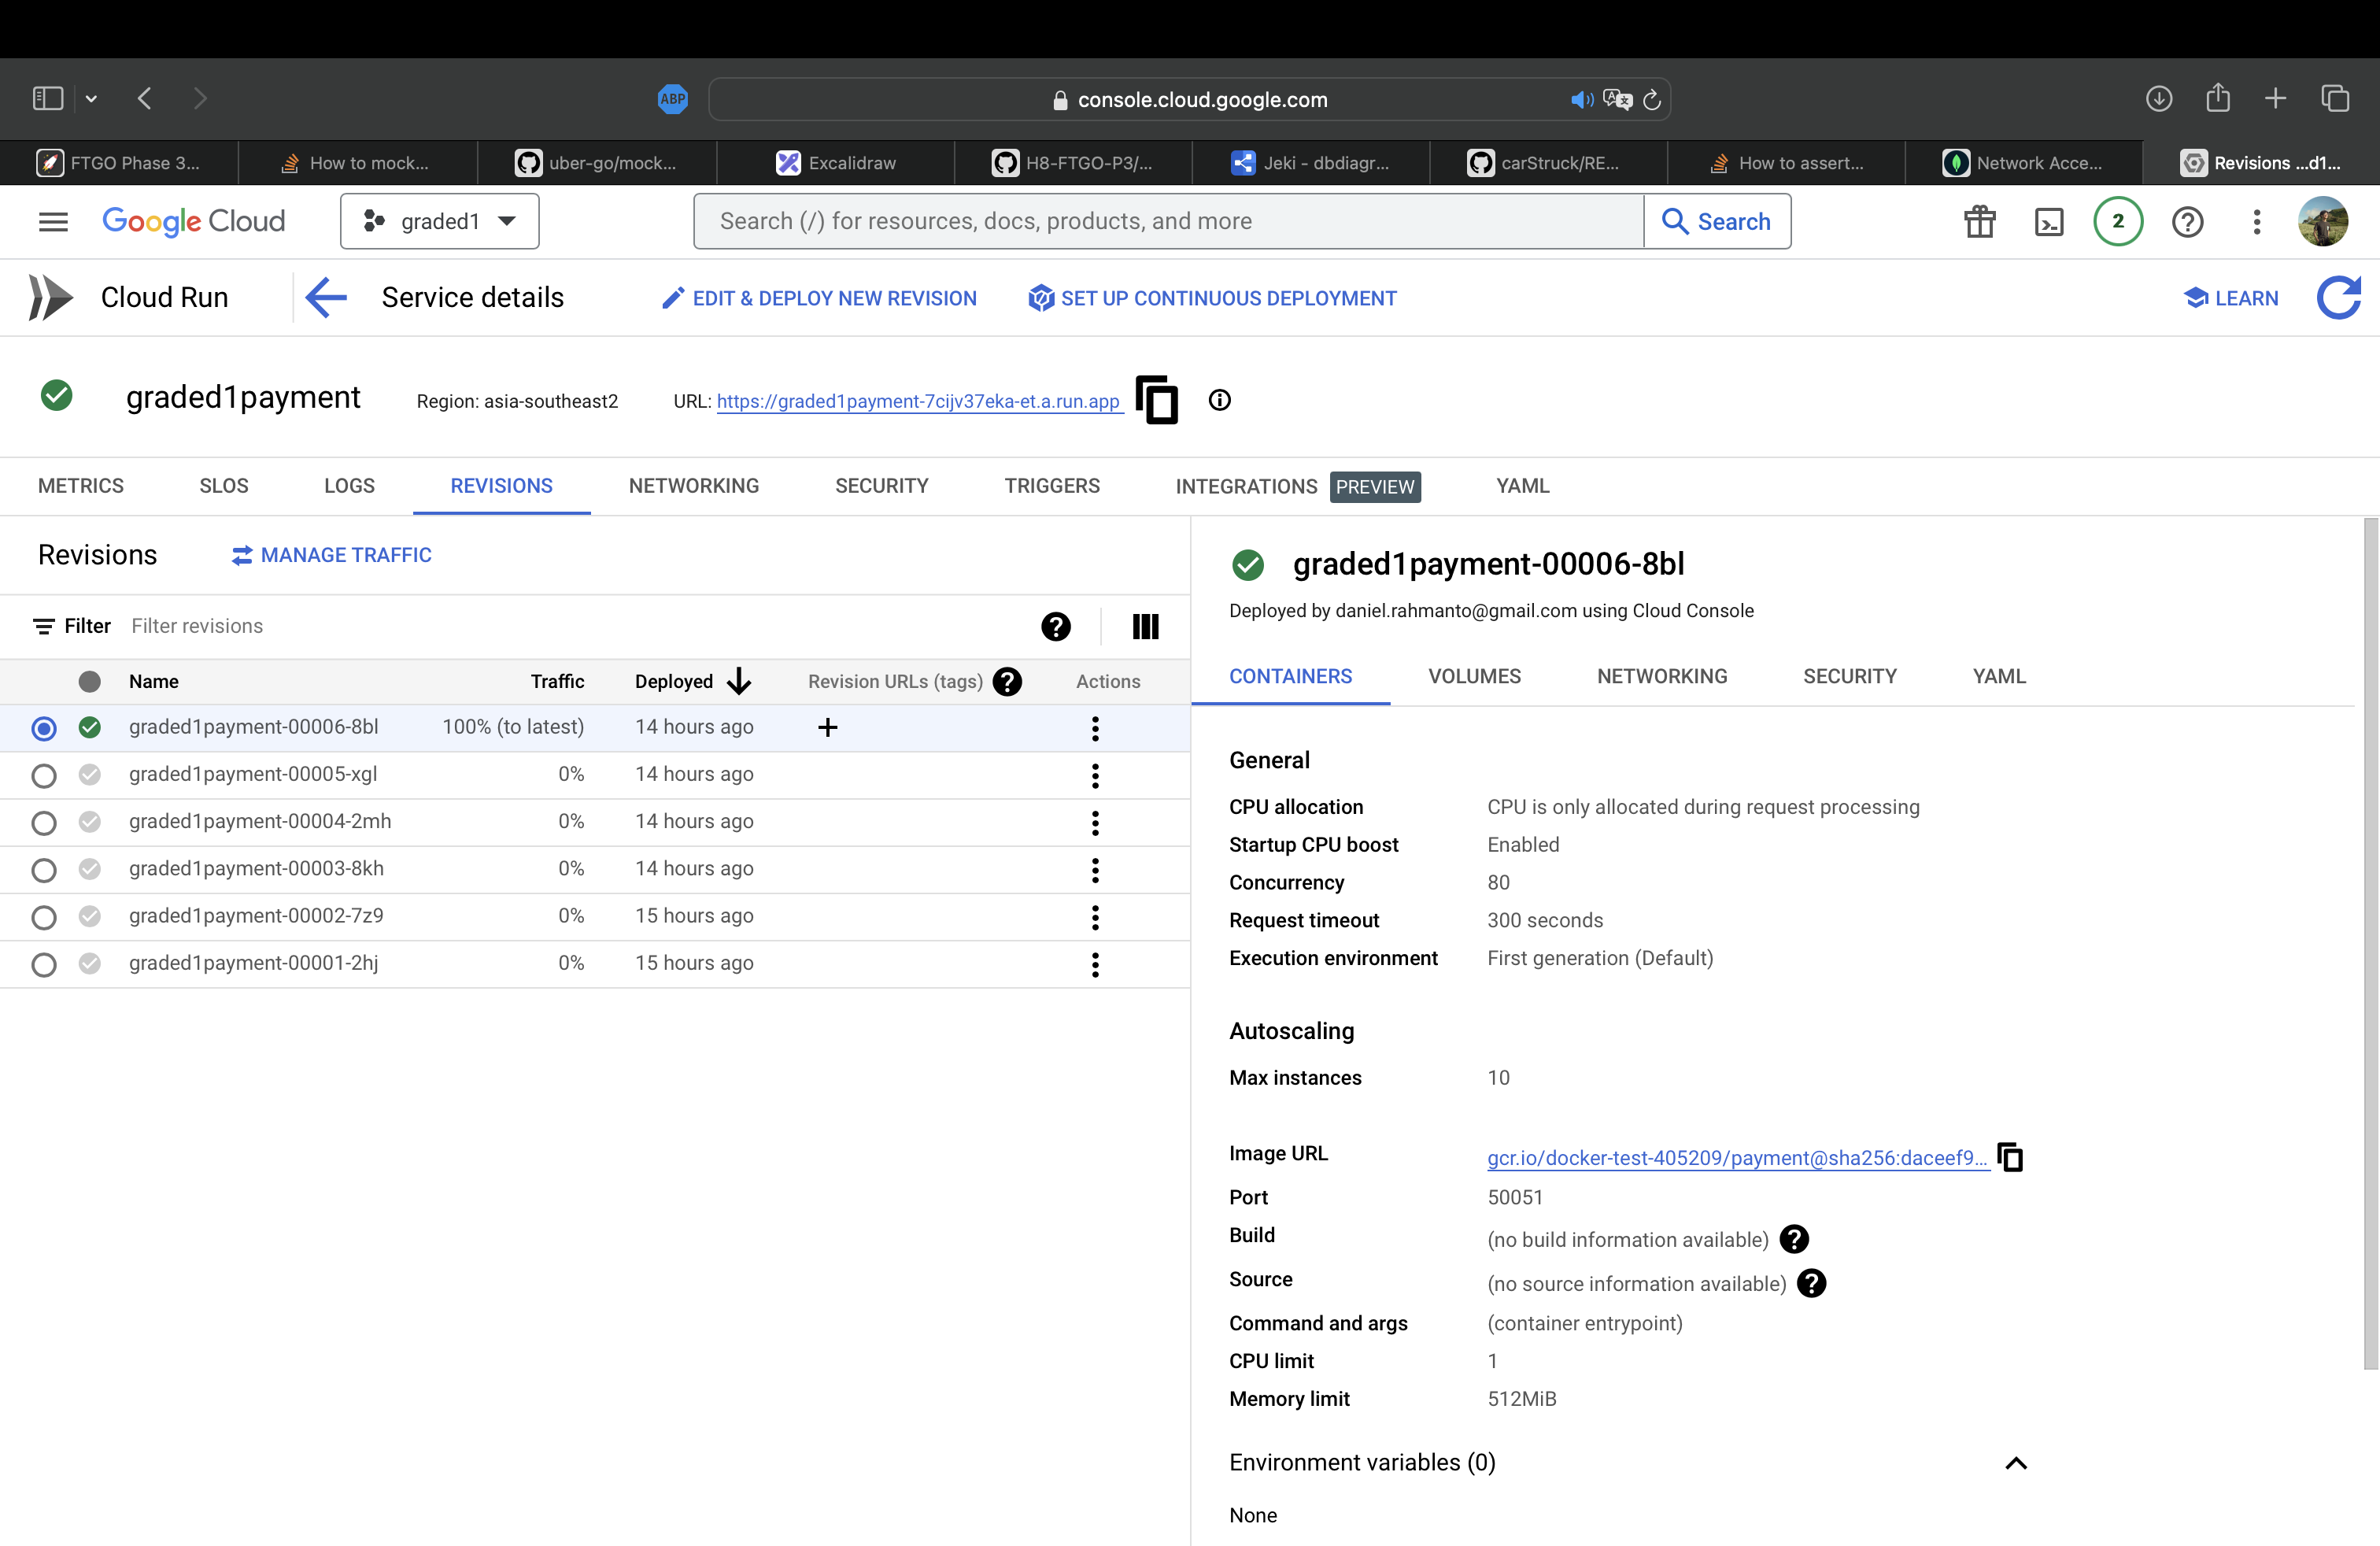 ABP
console.cloud.google.com
FTGO Phase 3...
How to mock...
uber-go/mock...
Excalidraw
H8-FTGO-P3/...
Jeki - dbdiagr...
carStruck/RE...
How to assert...
Network Acce...
Revisions ...d1...
Google Cloud
graded1
Search (/) for resources, docs, products, and more
Search
2
Cloud Run
Service details
EDIT & DEPLOY NEW REVISION
SET UP CONTINUOUS DEPLOYMENT
LEARN
graded1payment
Region: asia-southeast2
URL: https://graded1payment-7cijv37eka-et.a.run.app
METRICS
SLOS
LOGS
REVISIONS
NETWORKING
SECURITY
TRIGGERS
INTEGRATIONS PREVIEW
YAML
Revisions
MANAGE TRAFFIC
Filter Filter revisions
Name Traffic Deployed Revision URLs (tags) Actions
graded1payment-00006-8bl 100% (to latest) 14 hours ago
graded1payment-00005-xgl 0% 14 hours ago
graded1payment-00004-2mh 0% 14 hours ago
graded1payment-00003-8kh 0% 14 hours ago
graded1payment-00002-7z9 0% 15 hours ago
graded1payment-00001-2hj 0% 15 hours ago
graded1payment-00006-8bl
Deployed by daniel.rahmanto@gmail.com using Cloud Console
CONTAINERS
VOLUMES
NETWORKING
SECURITY
YAML
General
CPU allocation CPU is only allocated during request processing
Startup CPU boost Enabled
Concurrency 80
Request timeout 300 seconds
Execution environment First generation (Default)
Autoscaling
Max instances 10
Image URL gcr.io/docker-test-405209/payment@sha256:daceef9...
Port 50051
Build (no build information available)
Source (no source information available)
Command and args (container entrypoint)
CPU limit 1
Memory limit 512MiB
Environment variables (0)
None